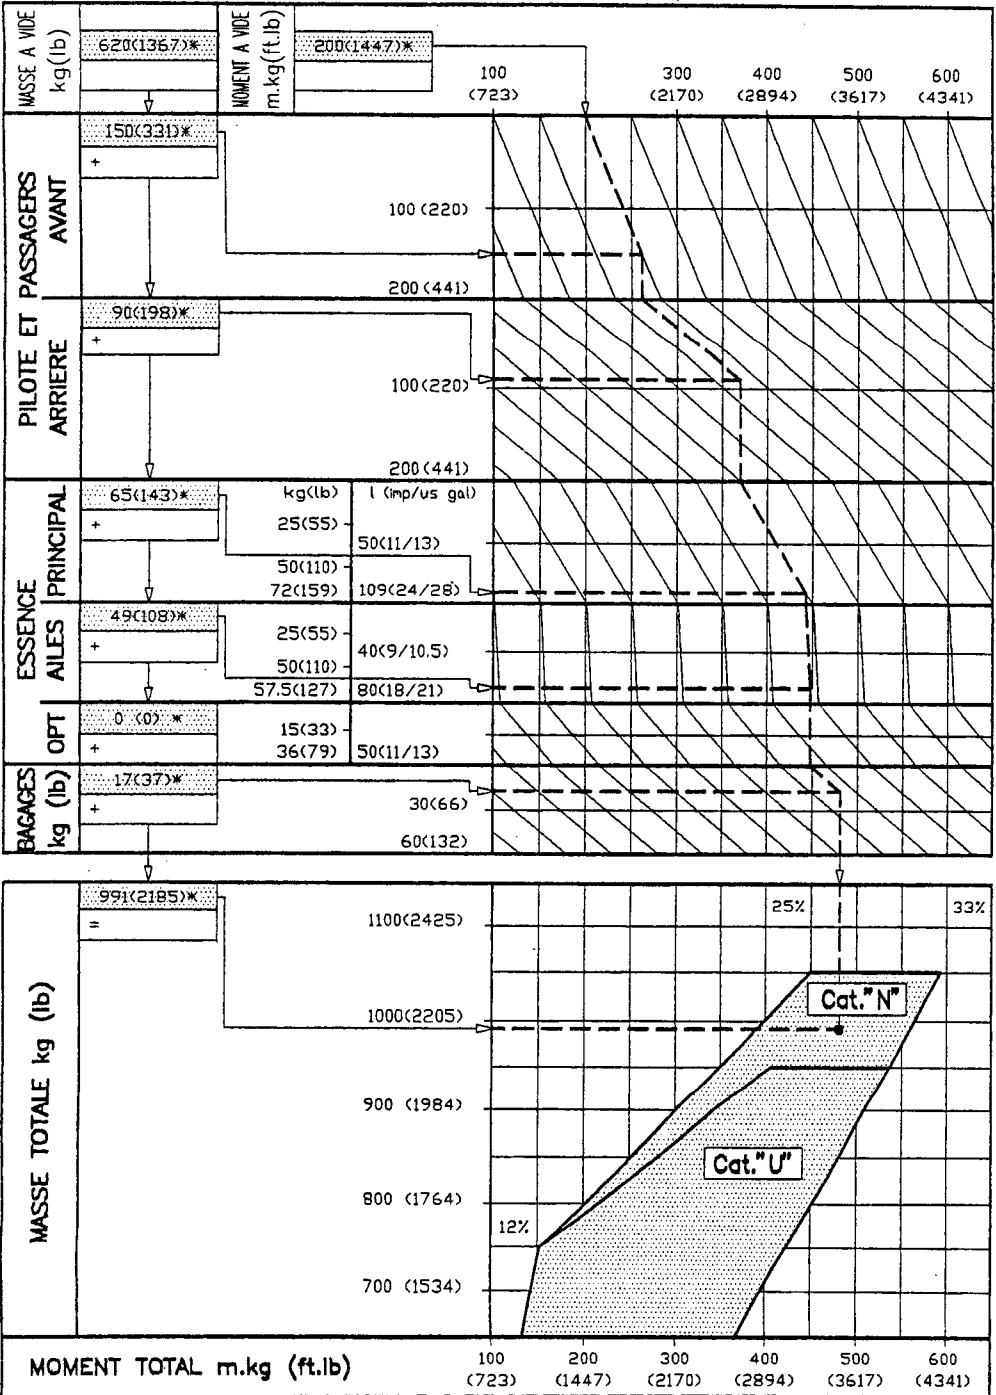 MASSE A VIDE
kg(lb)
620(1367)*
MOMENT A VIDE
m.kg(ft.lb)
200(1447)*
100 300 400 500 600
(723) (2170) (2894) (3617) (4341)
PILOTE ET PASSAGERS
AVANT
150(331)*
+
100(220)
200(441)
ARRIERE
90(198)*
+
100(220)
200(441)
ESSENCE
PRINCIPAL
65(143)*
+
kg(lb) l (imp/us gal)
25(55)
50(11/13)
50(110)
72(159) 109(24/28)
AILES
49(108)*
+
25(55)
40(9/10.5)
50(110)
57.5(127) 80(18/21)
OPT
0 (0) *
+
15(33)
36(79) 50(11/13)
BAGAGES
kg (lb)
17(37)*
+
30(66)
60(132)
MASSE TOTALE kg (lb)
991(2185)*
=
1100(2425)
25% 33%
Cat."N"
1000(2205)
900 (1984)
Cat."U"
800 (1764)
12%
700 (1534)
MOMENT TOTAL m.kg (ft.lb)
100 200 300 400 500 600
(723) (1447) (2170) (2894) (3617) (4341)